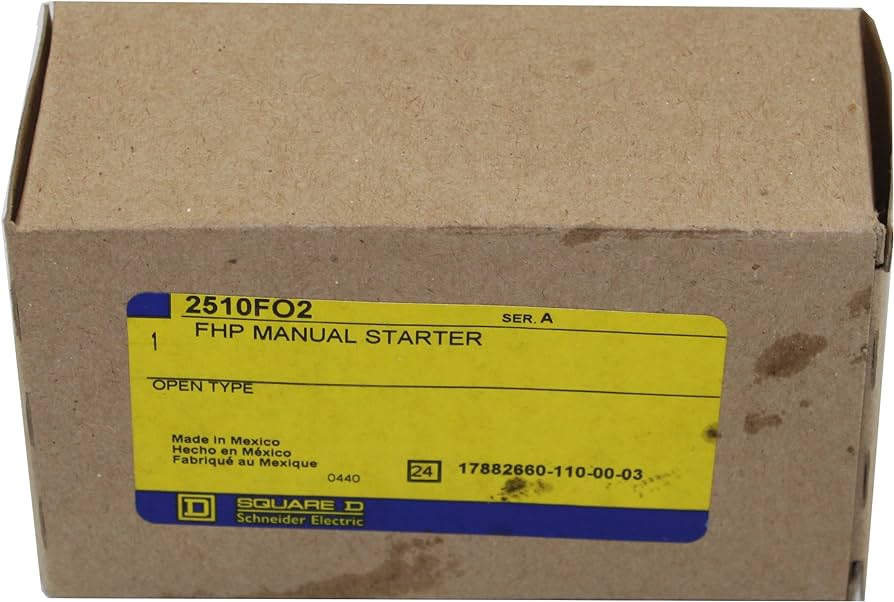 2510FO2 SER. A
1 FHP MANUAL STARTER
OPEN TYPE
Made in Mexico
Hecho en México
Fabriqué au Mexique
0440 24 17882660-110-00-03
D SQUARE D
Schneider Electric